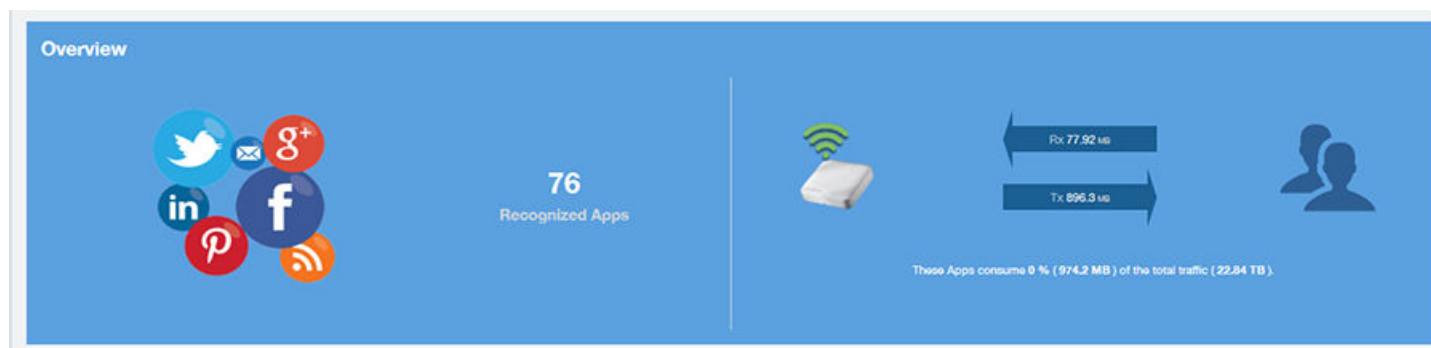 Overview
g+
in
f
76
Recognized Apps
Rx 77.92 MB
Tx 896.3 MB
These Apps consume 0 % ( 974.2 MB ) of the total traffic ( 22.84 TB ).